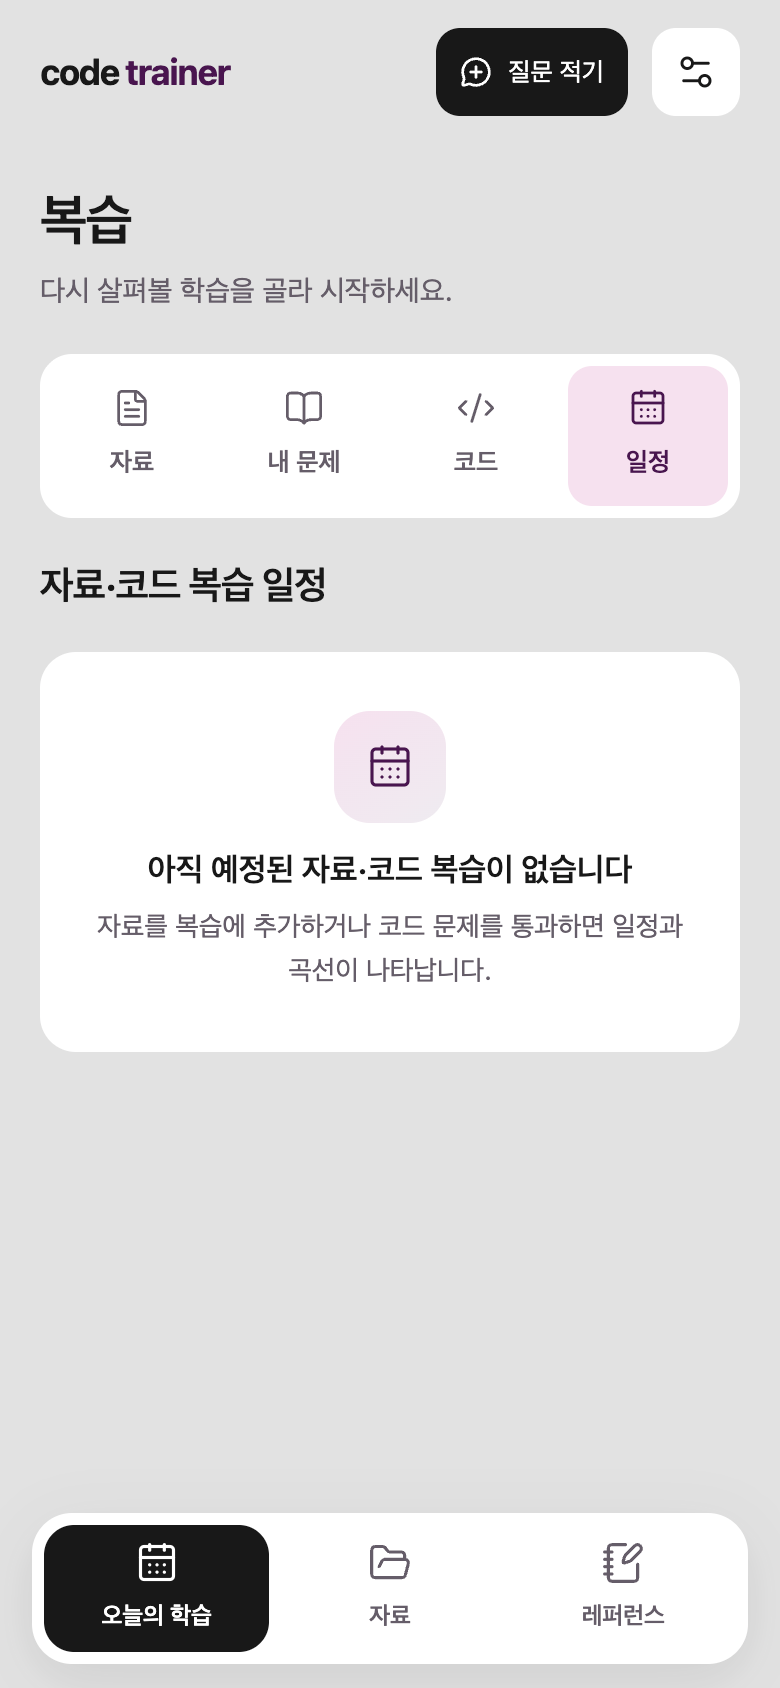 code trainer
질문 적기
복습
다시 살펴볼 학습을 골라 시작하세요.
자료
내 문제
코드
일정
자료·코드 복습 일정
아직 예정된 자료·코드 복습이 없습니다
자료를 복습에 추가하거나 코드 문제를 통과하면 일정과
곡선이 나타납니다.
오늘의 학습
자료
레퍼런스